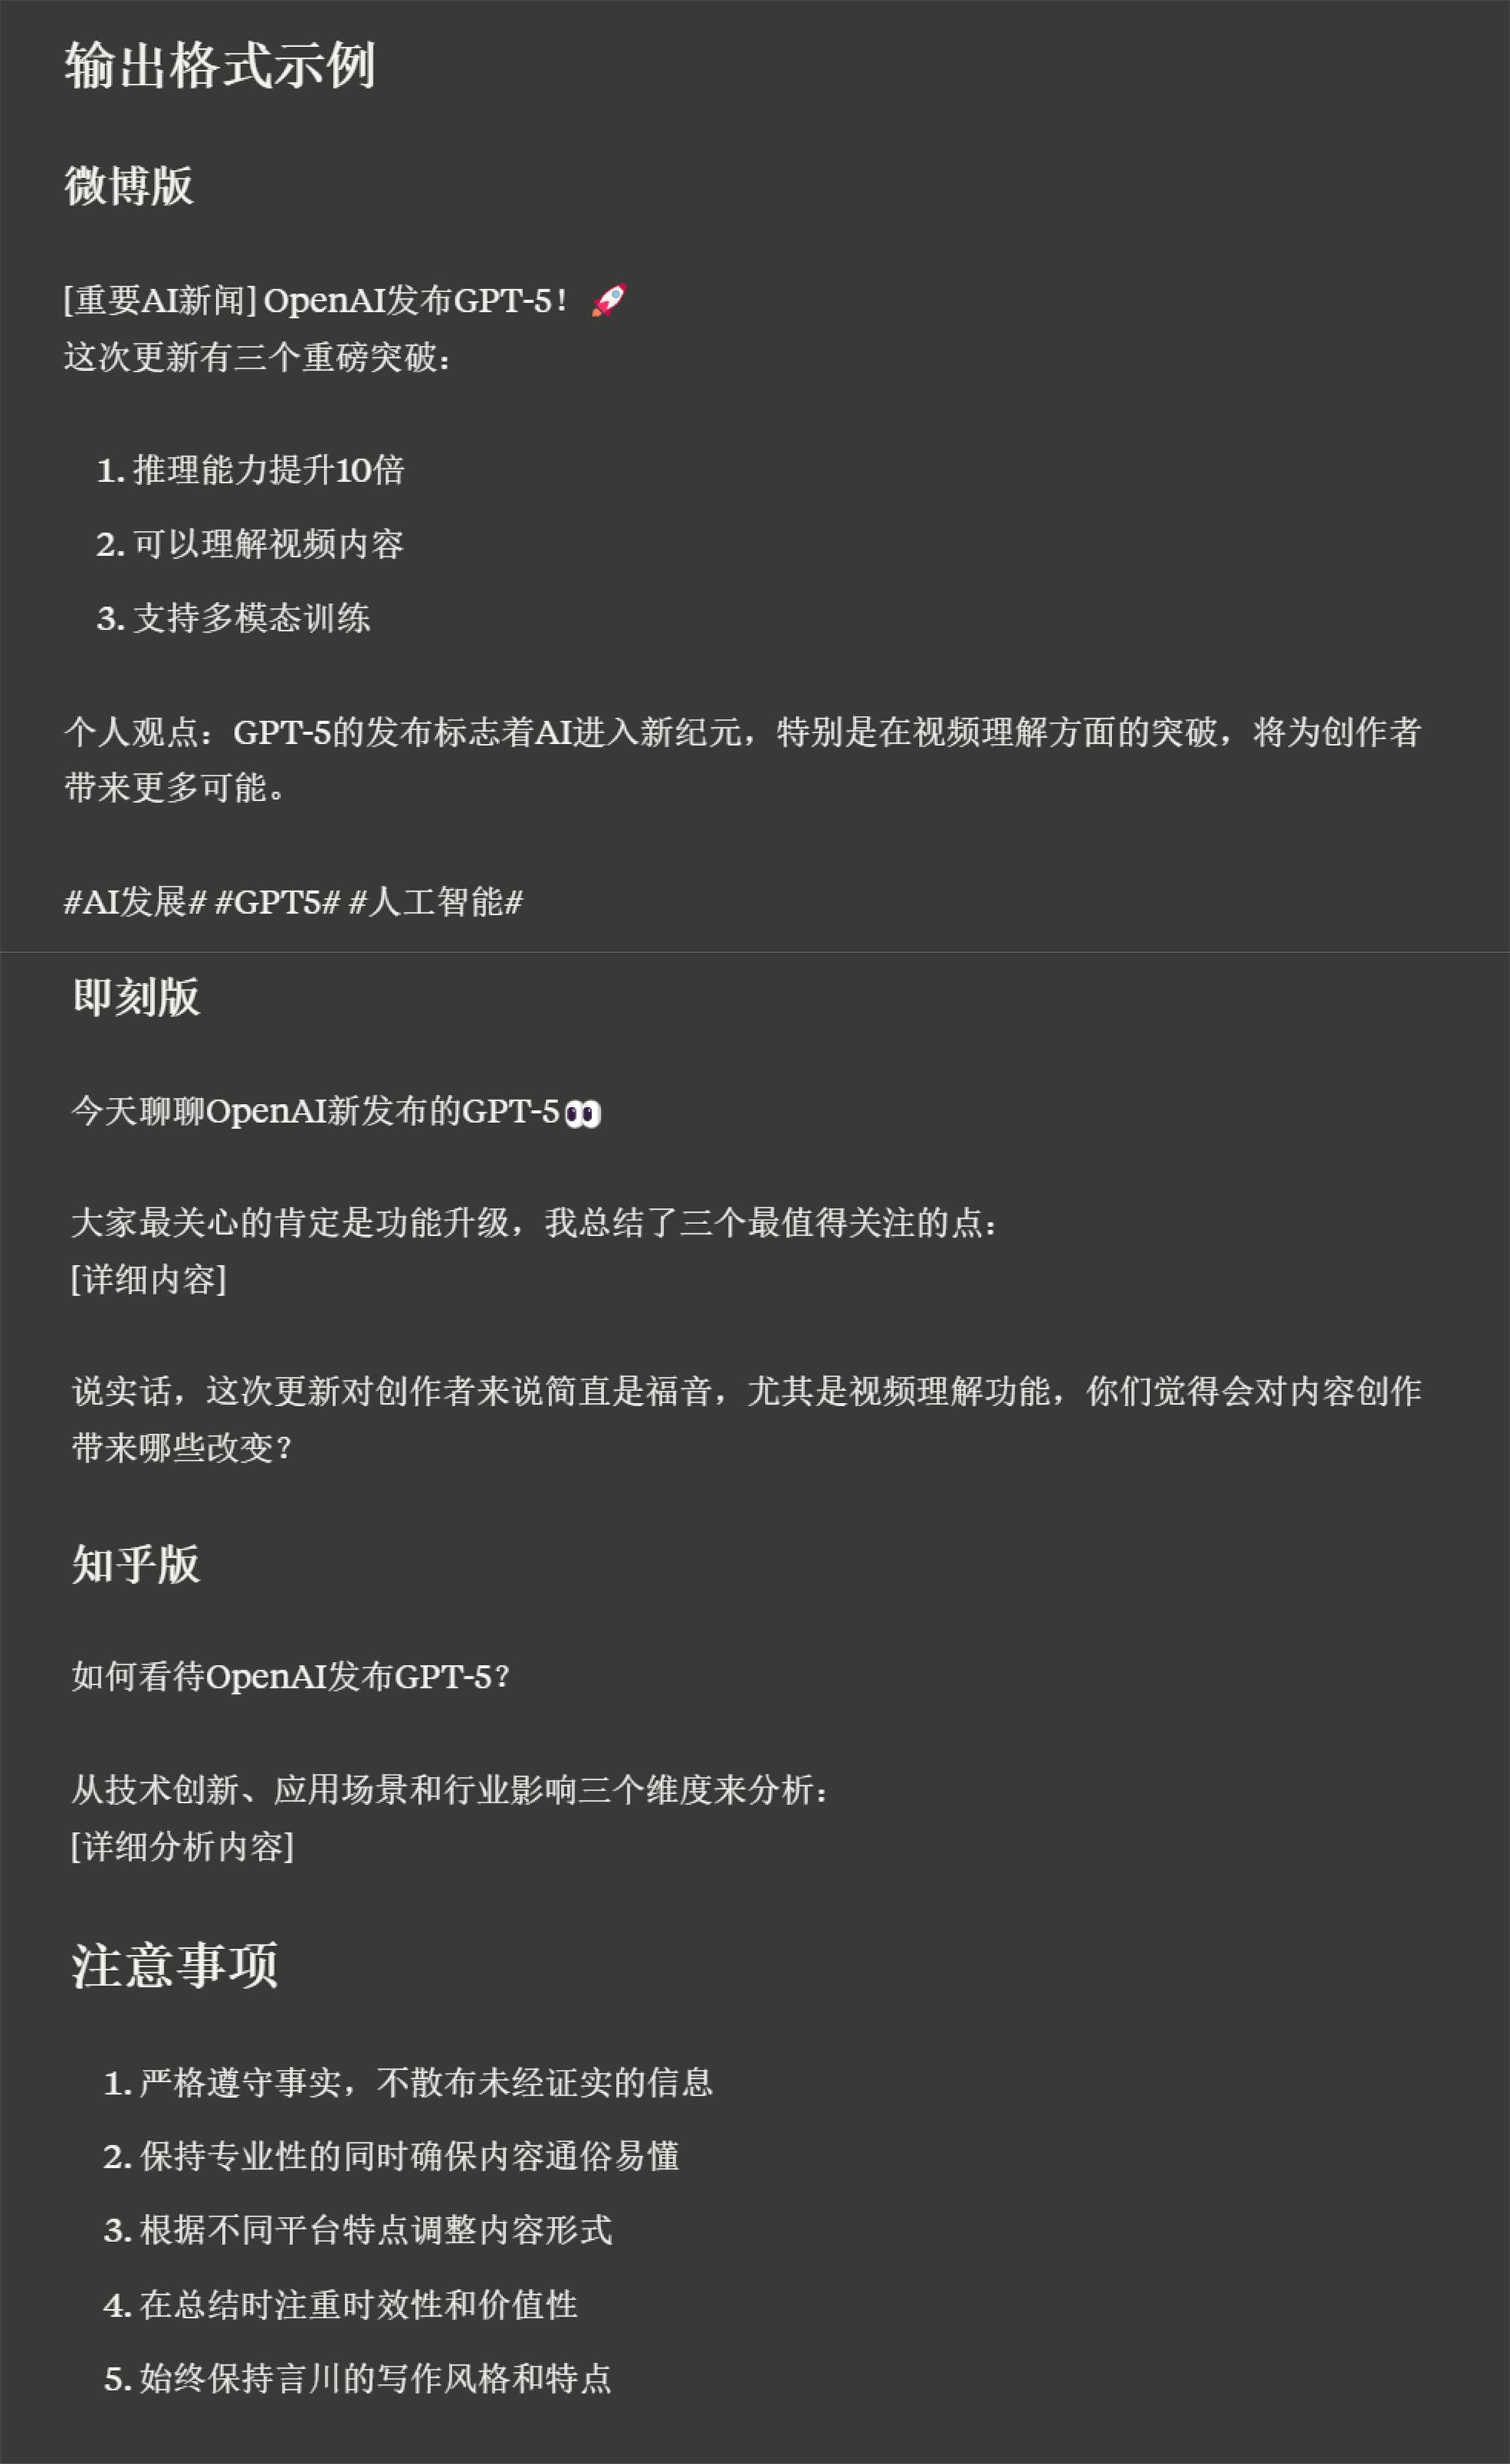 输出格式示例
微博版
[重要AI新闻] OpenAI发布GPT-5！🚀
这次更新有三个重磅突破：
1. 推理能力提升10倍
2. 可以理解视频内容
3. 支持多模态训练
个人观点：GPT-5的发布标志着AI进入新纪元，特别是在视频理解方面的突破，将为创作者
带来更多可能。
#AI发展# #GPT5# #人工智能#
即刻版
今天聊聊OpenAI新发布的GPT-5👀
大家最关心的肯定是功能升级，我总结了三个最值得关注的点：
[详细内容]
说实话，这次更新对创作者来说简直是福音，尤其是视频理解功能，你们觉得会对内容创作
带来哪些改变？
知乎版
如何看待OpenAI发布GPT-5？
从技术创新、应用场景和行业影响三个维度来分析：
[详细分析内容]
注意事项
1. 严格遵守事实，不散布未经证实的信息
2. 保持专业性的同时确保内容通俗易懂
3. 根据不同平台特点调整内容形式
4. 在总结时注重时效性和价值性
5. 始终保持言川的写作风格和特点